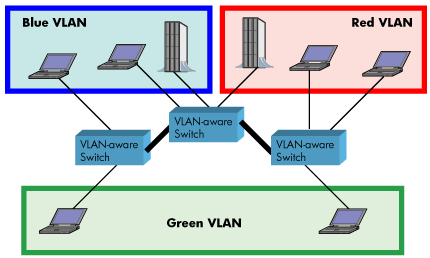 Blue VLAN
Red VLAN
VLAN-aware
Switch
VLAN-aware
Switch
VLAN-aware
Switch
Green VLAN